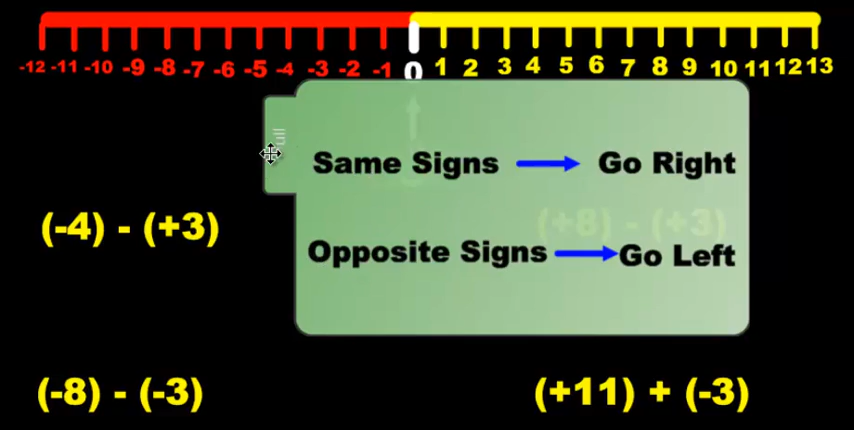 -12 -11 -10 -9 -8 -7 -6 -5 -4 -3 -2 -1 0 1 2 3 4 5 6 7 8 9 10 11 12 13
Same Signs Go Right
(-4) - (+3) (+8) - (+3)
Opposite Signs Go Left
(-8) - (-3) (+11) + (-3)